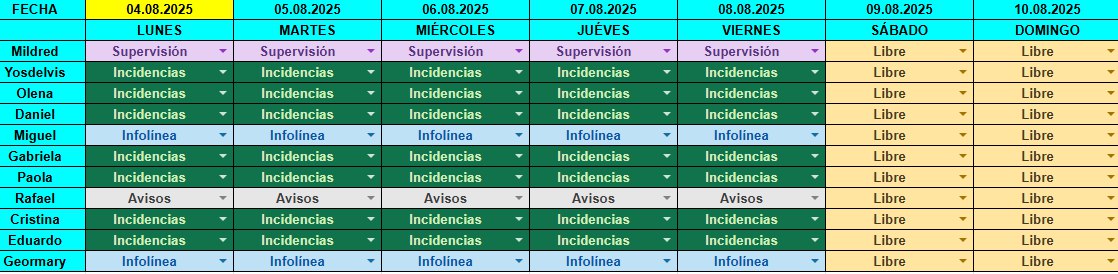 FECHA 04.08.2025 05.08.2025 06.08.2025 07.08.2025 08.08.2025 09.08.2025 10.08.2025
LUNES MARTES MIÉRCOLES JUÉVES VIERNES SÁBADO DOMINGO
Mildred Supervisión Supervisión Supervisión Supervisión Supervisión Libre Libre
Yosdelvis Incidencias Incidencias Incidencias Incidencias Incidencias Libre Libre
Olena Incidencias Incidencias Incidencias Incidencias Incidencias Libre Libre
Daniel Incidencias Incidencias Incidencias Incidencias Incidencias Libre Libre
Miguel Infolínea Infolínea Infolínea Infolínea Infolínea Libre Libre
Gabriela Incidencias Incidencias Incidencias Incidencias Incidencias Libre Libre
Paola Incidencias Incidencias Incidencias Incidencias Incidencias Libre Libre
Rafael Avisos Avisos Avisos Avisos Avisos Libre Libre
Cristina Incidencias Incidencias Incidencias Incidencias Incidencias Libre Libre
Eduardo Incidencias Incidencias Incidencias Incidencias Incidencias Libre Libre
Geormary Infolínea Infolínea Infolínea Infolínea Infolínea Libre Libre